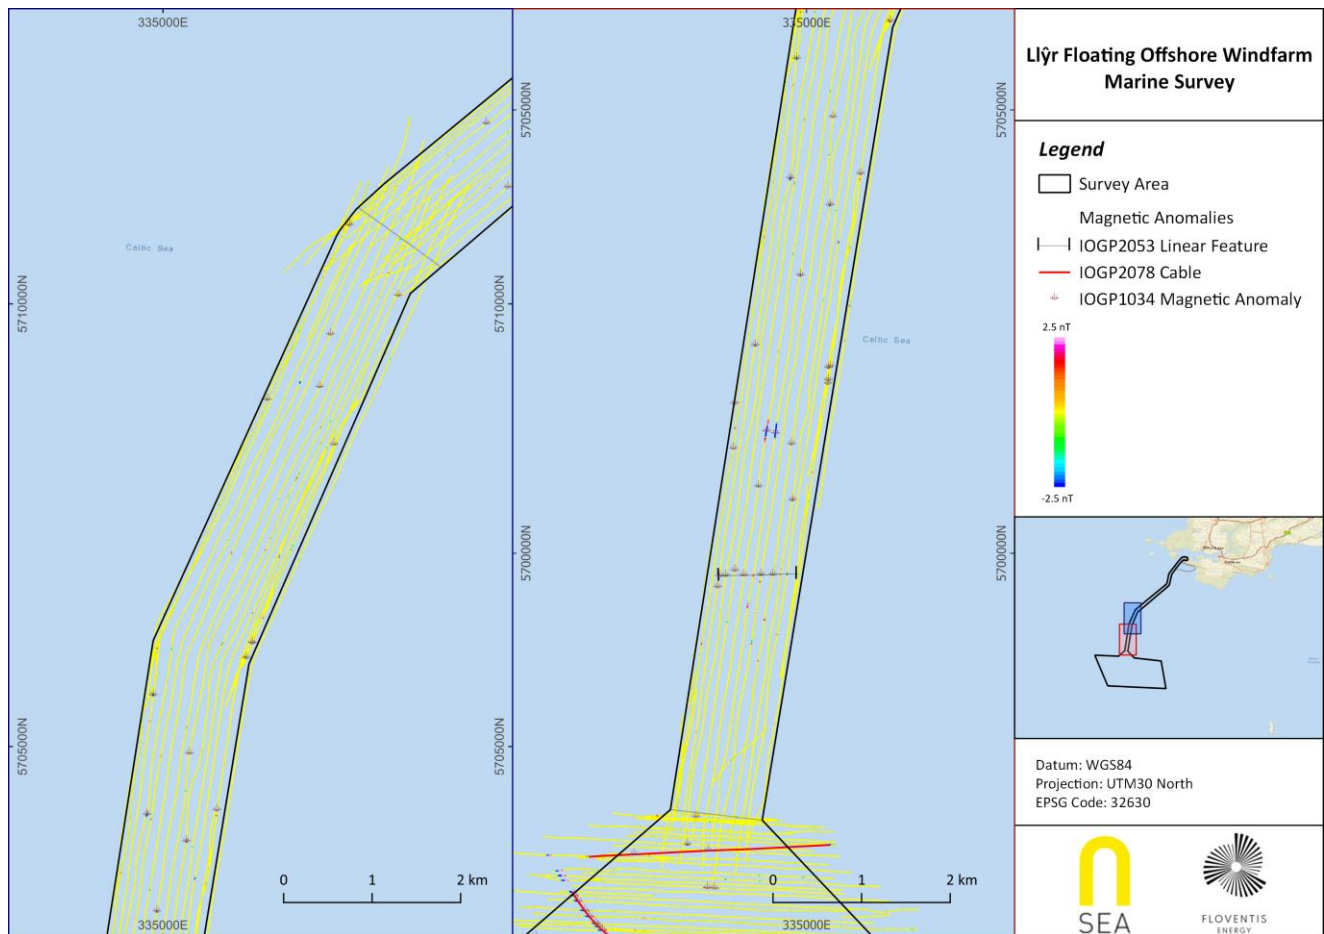 335000E
335000E
5705000N
5705000N
Celtic Sea
5710000N
5710000N
Celtic Sea
5700000N
5700000N
5705000N
5705000N
0 1 2 km
335000E
0 1 2 km
335000E
Llŷr Floating Offshore Windfarm
Marine Survey
Legend
Survey Area
Magnetic Anomalies
IOGP2053 Linear Feature
IOGP2078 Cable
IOGP1034 Magnetic Anomaly
2.5 nT
-2.5 nT
Datum: WGS84
Projection: UTM30 North
EPSG Code: 32630
SEA
FLOVENTIS
ENERGY